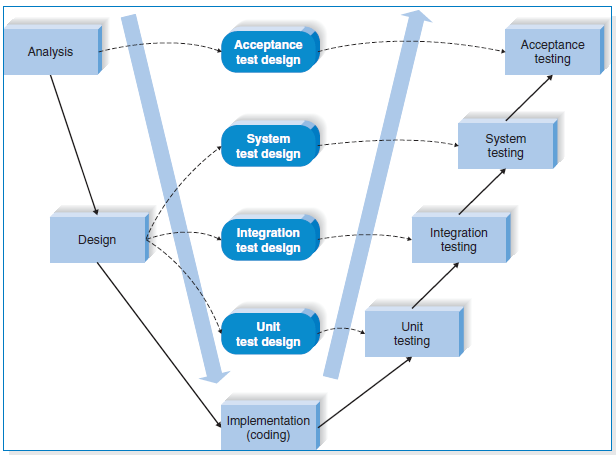 Analysis
Acceptance
test design
Acceptance
testing
System
test design
System
testing
Design
Integration
test design
Integration
testing
Unit
test design
Unit
testing
Implementation
(coding)